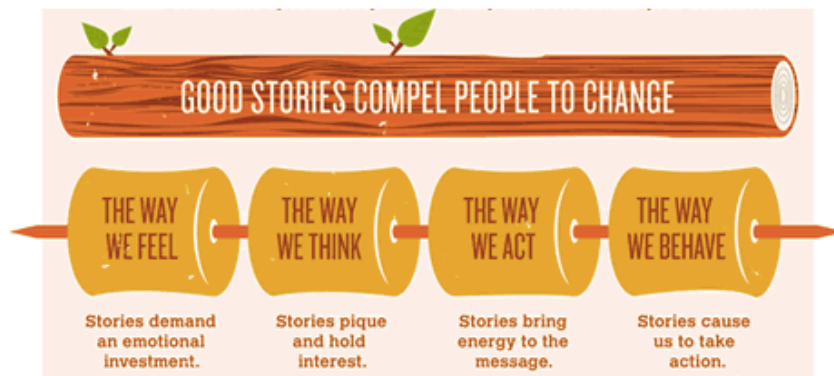 GOOD STORIES COMPEL PEOPLE TO CHANGE
THE WAY
WE FEEL
THE WAY
WE THINK
THE WAY
WE ACT
THE WAY
WE BEHAVE
Stories demand
an emotional
investment.
Stories pique
and hold
interest.
Stories bring
energy to the
message.
Stories cause
us to take
action.